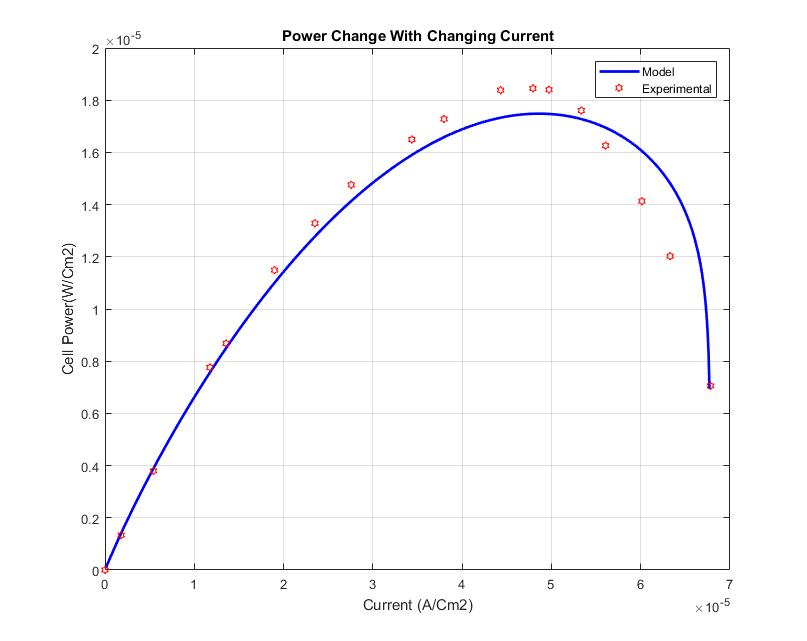 Power Change With Changing Current
×10⁻⁵
2
1.8
1.6
1.4
1.2
1
0.8
0.6
0.4
0.2
0
Cell Power(W/Cm2)
Model
Experimental
0 1 2 3 4 5 6 7
Current (A/Cm2)
×10⁻⁵